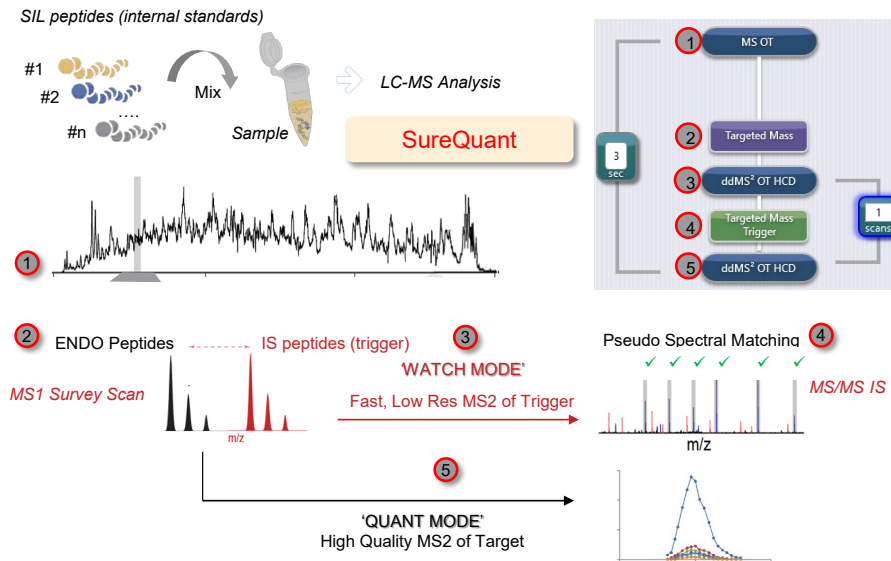 SIL peptides (internal standards)
#1
#2
....
#n
Mix
Sample
LC-MS Analysis
SureQuant
1
MS OT
2
Targeted Mass
3
sec
3
ddMS² OT HCD
4
Targeted Mass
Trigger
1
scans
5
ddMS² OT HCD
1
2
ENDO Peptides
IS peptides (trigger)
MS1 Survey Scan
m/z
3
'WATCH MODE'
Fast, Low Res MS2 of Trigger
Pseudo Spectral Matching
4
✓ ✓ ✓ ✓ ✓ ✓
MS/MS IS
m/z
5
'QUANT MODE'
High Quality MS2 of Target